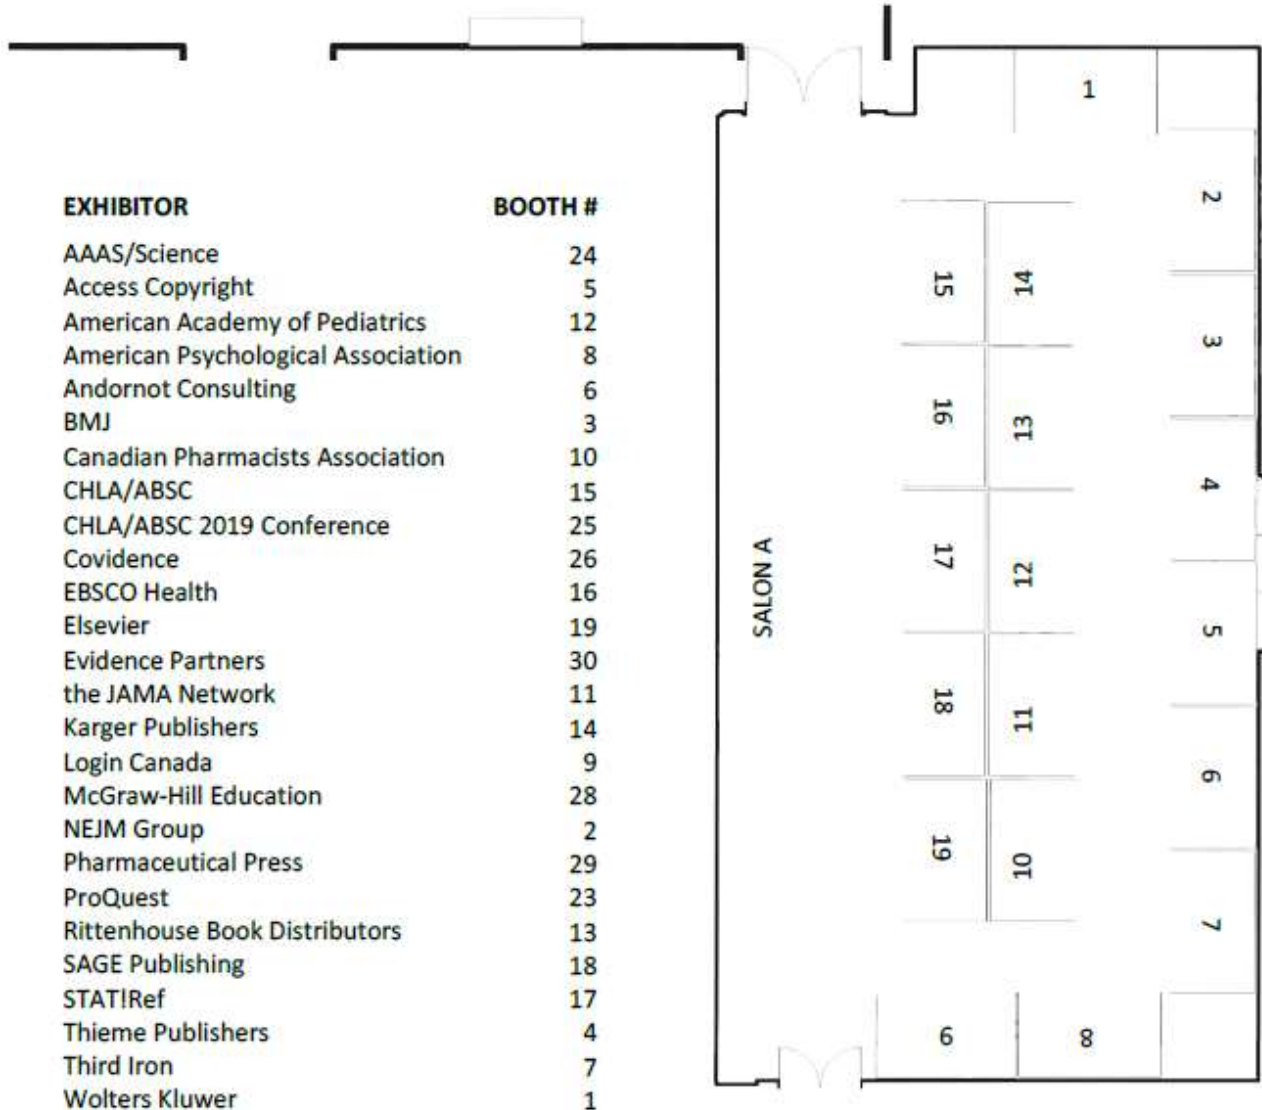 EXHIBITOR BOOTH #
AAAS/Science 24
Access Copyright 5
American Academy of Pediatrics 12
American Psychological Association 8
Andornot Consulting 6
BMJ 3
Canadian Pharmacists Association 10
CHLA/ABSC 15
CHLA/ABSC 2019 Conference 25
Covidence 26
EBSCO Health 16
Elsevier 19
Evidence Partners 30
the JAMA Network 11
Karger Publishers 14
Login Canada 9
McGraw-Hill Education 28
NEJM Group 2
Pharmaceutical Press 29
ProQuest 23
Rittenhouse Book Distributors 13
SAGE Publishing 18
STAT!Ref 17
Thieme Publishers 4
Third Iron 7
Wolters Kluwer 1
SALON A
1
2
3
4
5
6
7
15
14
16
13
17
12
18
11
19
10
9
8